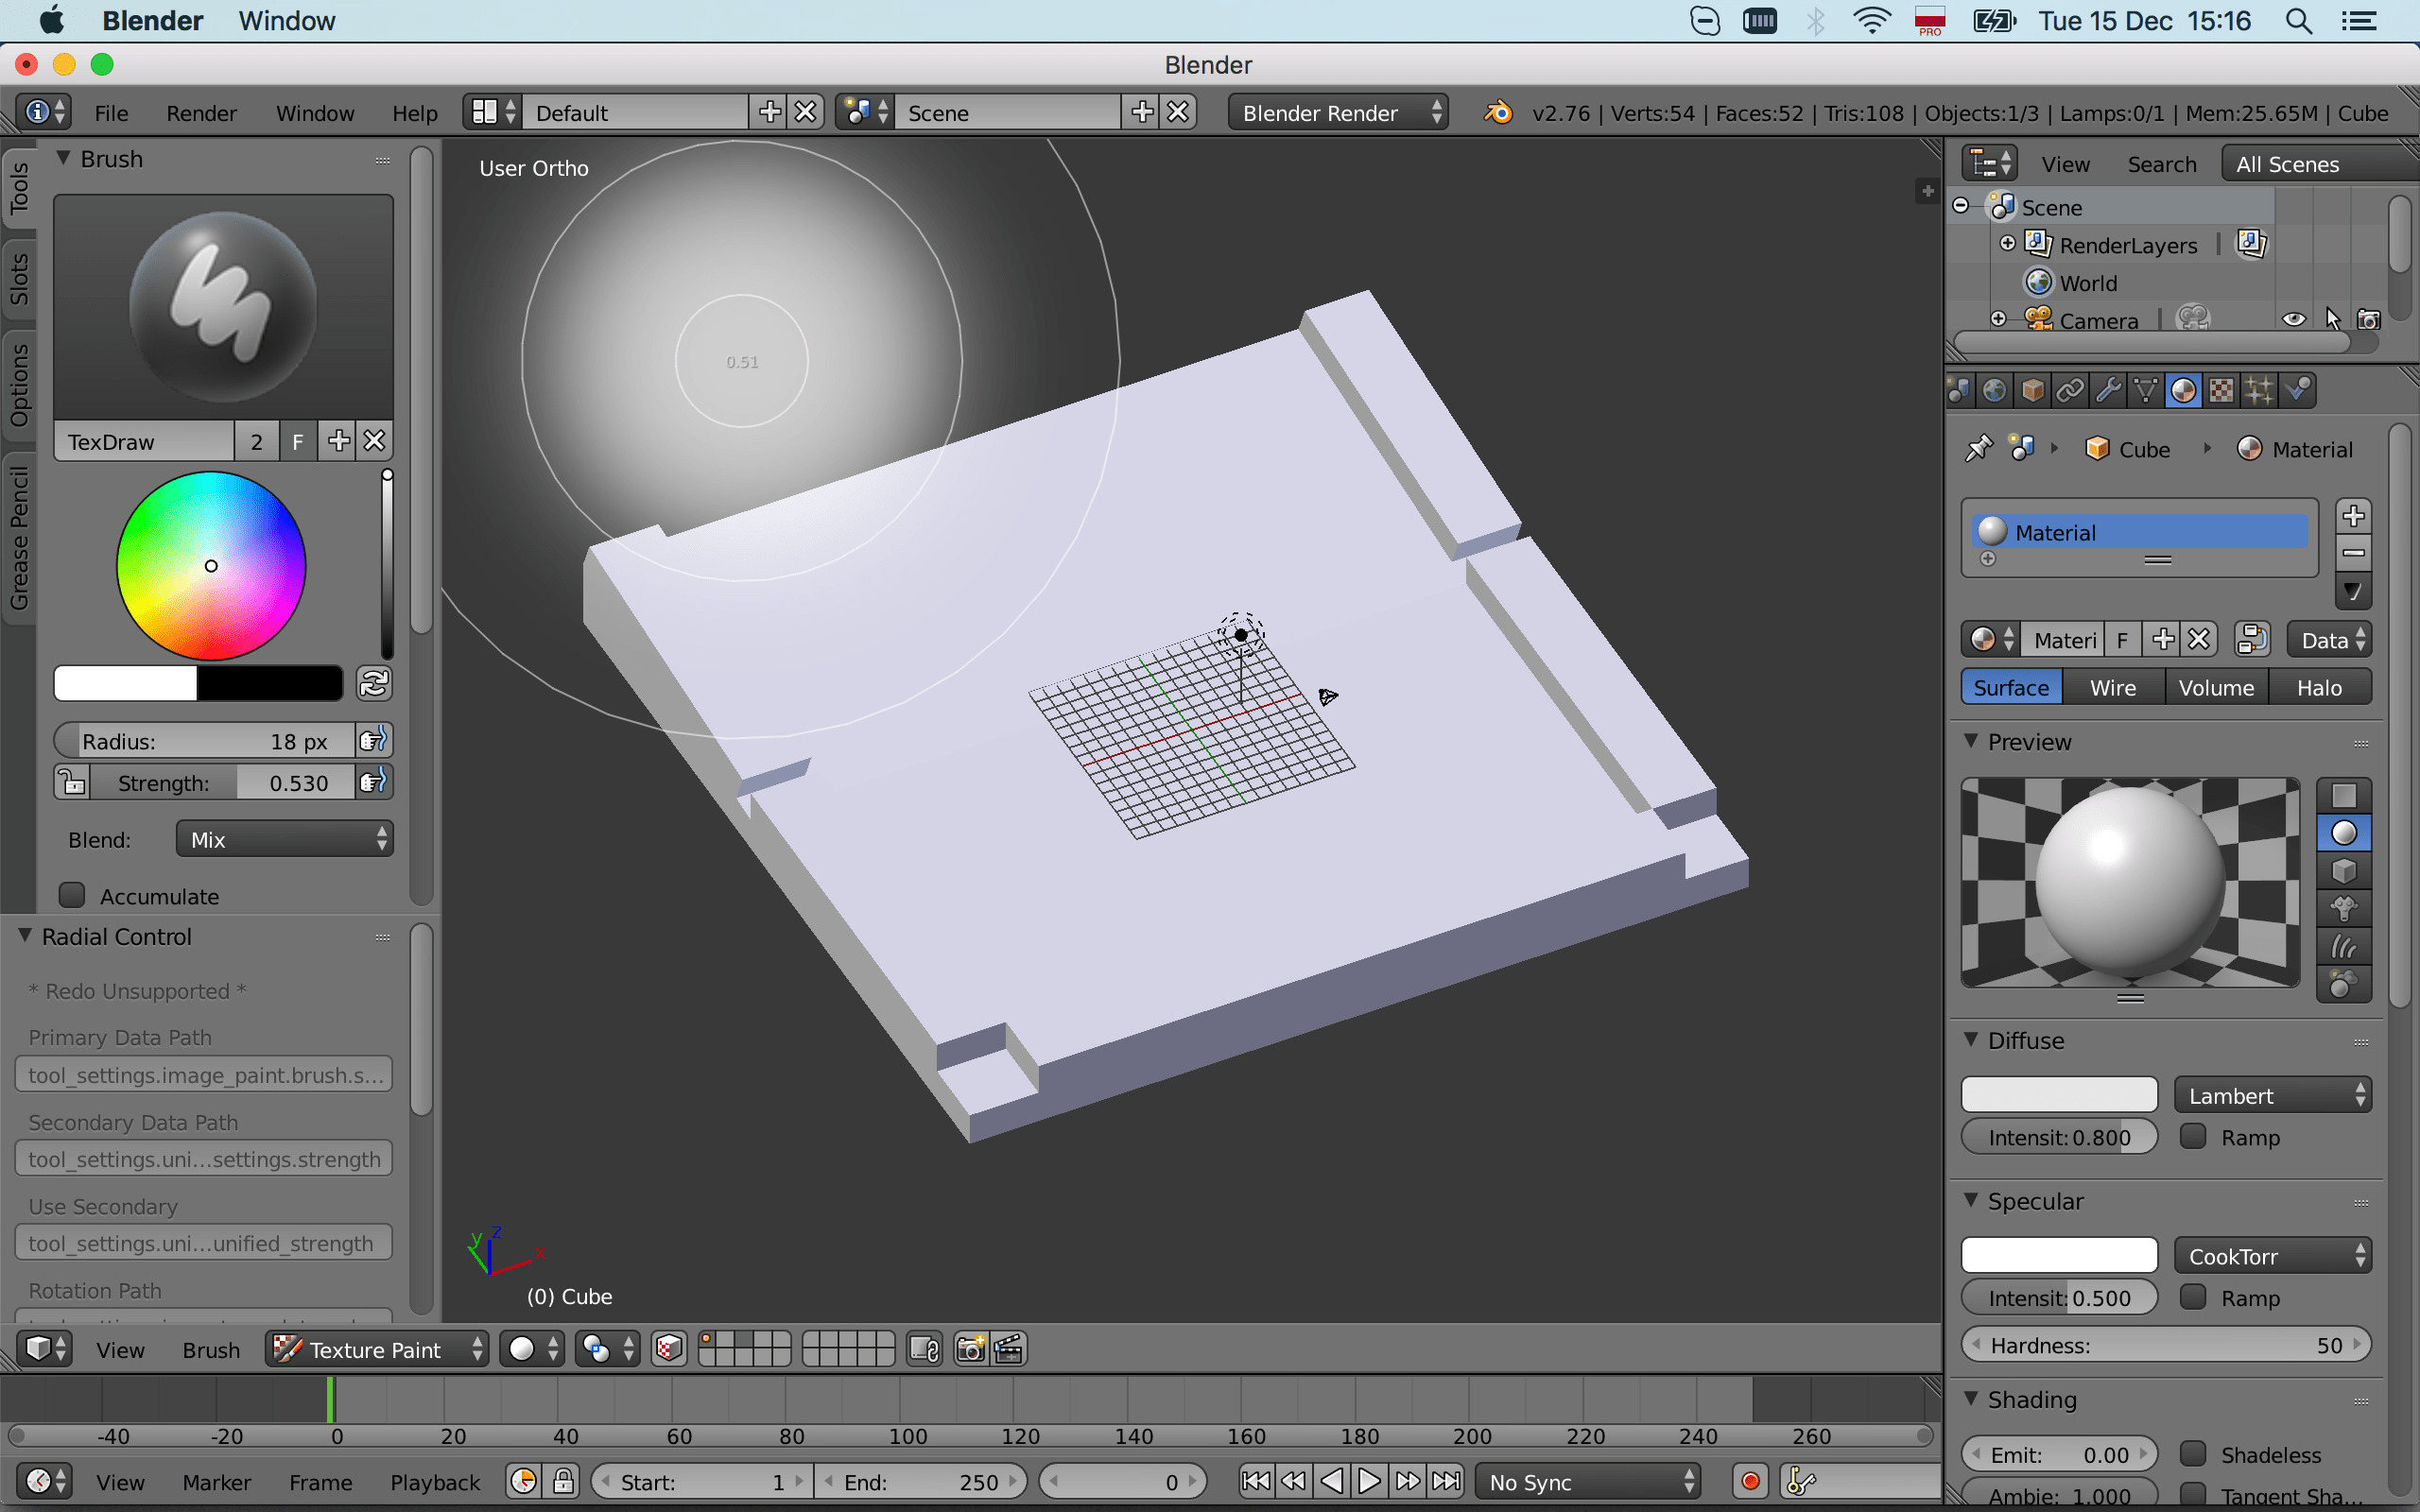 Blender Window PRO Tue 15 Dec 15:16
Blender
File Render Window Help Default Scene Blender Render v2.76 | Verts:54 | Faces:52 | Tris:108 | Objects:1/3 | Lamps:0/1 | Mem:25.65M | Cube
Tools
Slots
Options
Grease Pencil
Brush
TexDraw 2 F
Radius: 18 px
Strength: 0.530
Blend: Mix
Accumulate
Radial Control
* Redo Unsupported *
Primary Data Path
tool_settings.image_paint.brush.s...
Secondary Data Path
tool_settings.uni...settings.strength
Use Secondary
tool_settings.uni...unified_strength
Rotation Path
User Ortho
0.51
y z x
(0) Cube
View Brush Texture Paint
-40 -20 0 20 40 60 80 100 120 140 160 180 200 220 240 260
View Marker Frame Playback Start: 1 End: 250 0 No Sync
View Search All Scenes
Scene
RenderLayers
World
Camera
Cube Material
Material
Materi F Data
Surface Wire Volume Halo
Preview
Diffuse
Lambert
Intensit: 0.800 Ramp
Specular
CookTorr
Intensit: 0.500 Ramp
Hardness: 50
Shading
Emit: 0.00 Shadeless
Ambie: 1.000 Tangent Sha...